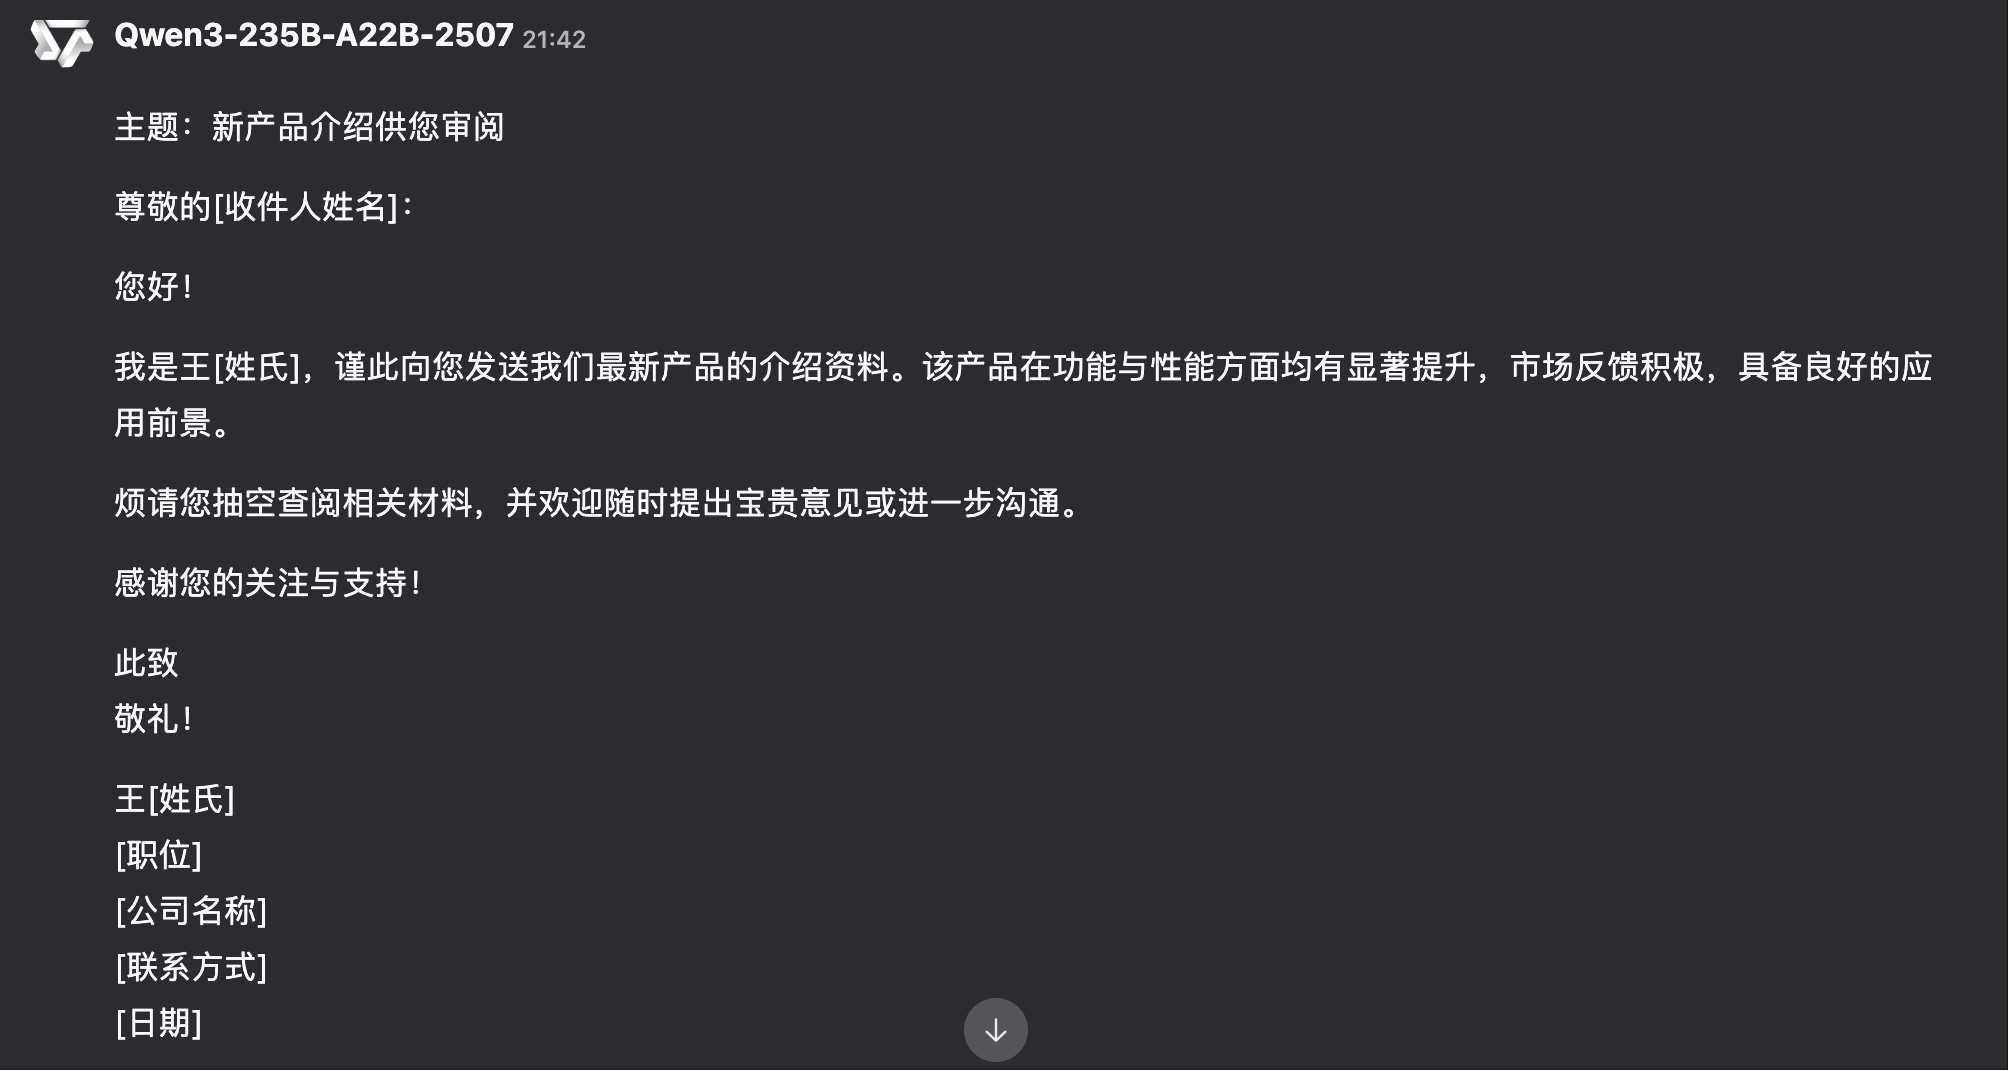 Qwen3-235B-A22B-2507 21:42
主题：新产品介绍供您审阅
尊敬的[收件人姓名]：
您好！
我是王[姓氏]，谨此向您发送我们最新产品的介绍资料。该产品在功能与性能方面均有显著提升，市场反馈积极，具备良好的应
用前景。
烦请您抽空查阅相关材料，并欢迎随时提出宝贵意见或进一步沟通。
感谢您的关注与支持！
此致
敬礼！
王[姓氏]
[职位]
[公司名称]
[联系方式]
[日期]